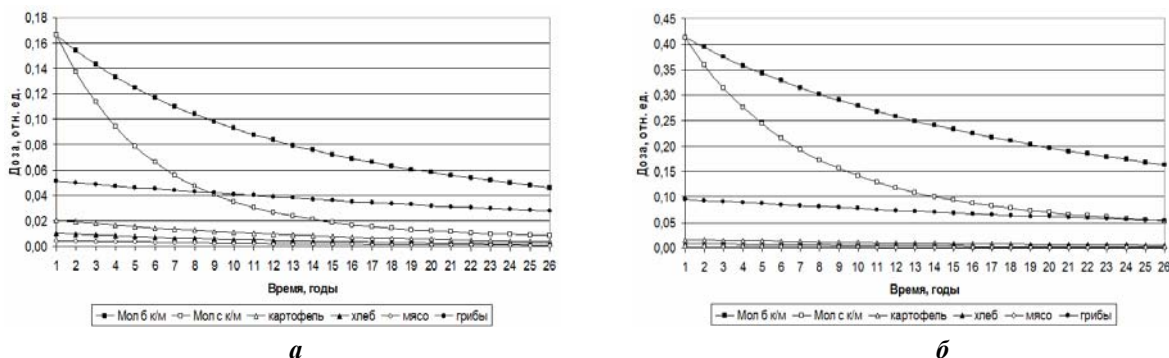 0,18
0,16
0,14
0,12
0,10
0,08
0,06
0,04
0,02
0,00
Доза, отн. ед.
1 2 3 4 5 6 7 8 9 10 11 12 13 14 15 16 17 18 19 20 21 22 23 24 25 26
Время, годы
Мол б к/м Мол с к/м картофель хлеб мясо грибы
а
0,45
0,40
0,35
0,30
0,25
0,20
0,15
0,10
0,05
0,00
Доза, отн. ед.
1 2 3 4 5 6 7 8 9 10 11 12 13 14 15 16 17 18 19 20 21 22 23 24 25 26
Время, годы
Мол б к/м Мол с к/м картофель хлеб мясо грибы
б